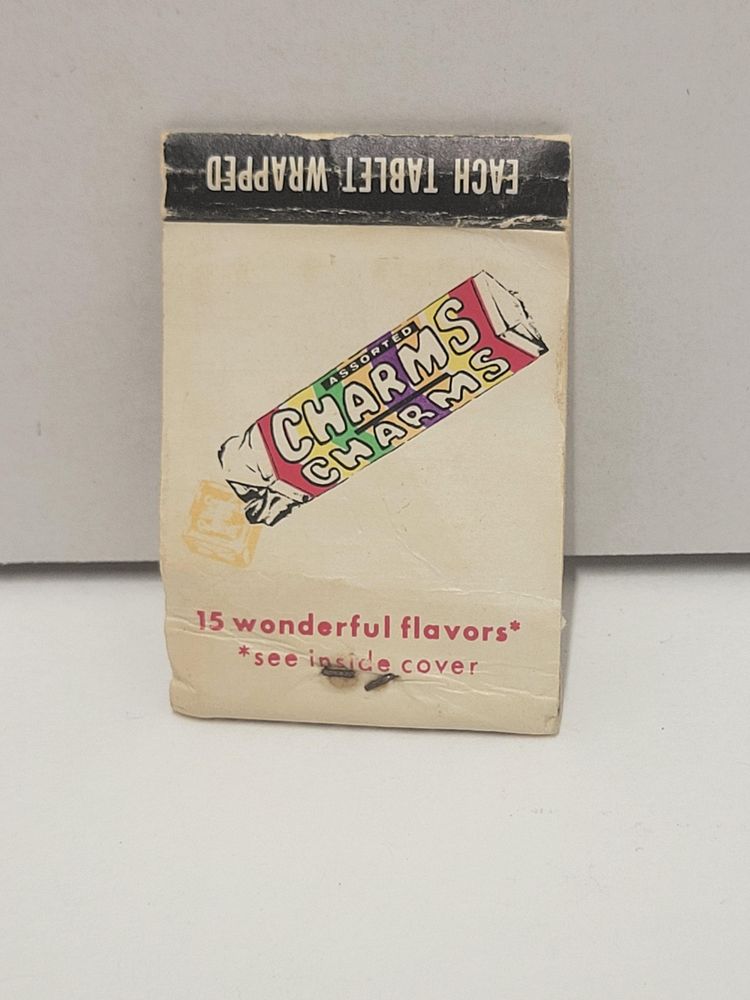 EACH TABLET WRAPPED
ASSORTED
CHARMS
CHARMS
15 wonderful flavors*
*see inside cover